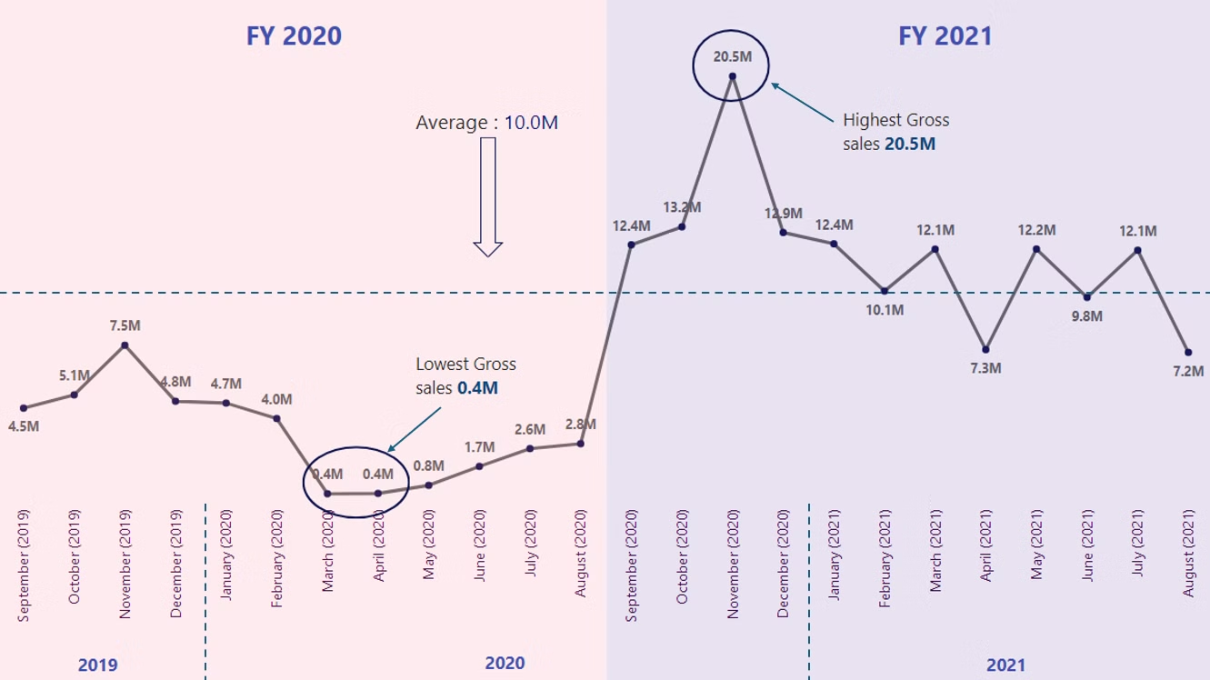 FY 2020
FY 2021
20.5M
Average : 10.0M
Highest Gross
sales 20.5M
12.4M
13.2M
12.9M
12.4M
12.1M
12.2M
12.1M
10.1M
9.8M
7.3M
7.2M
7.5M
5.1M
4.8M
4.7M
4.0M
4.5M
Lowest Gross
sales 0.4M
0.4M
0.4M
0.8M
1.7M
2.6M
2.8M
September (2019)
October (2019)
November (2019)
December (2019)
January (2020)
February (2020)
March (2020)
April (2020)
May (2020)
June (2020)
July (2020)
August (2020)
September (2020)
October (2020)
November (2020)
December (2020)
January (2021)
February (2021)
March (2021)
April (2021)
May (2021)
June (2021)
July (2021)
August (2021)
2019
2020
2021